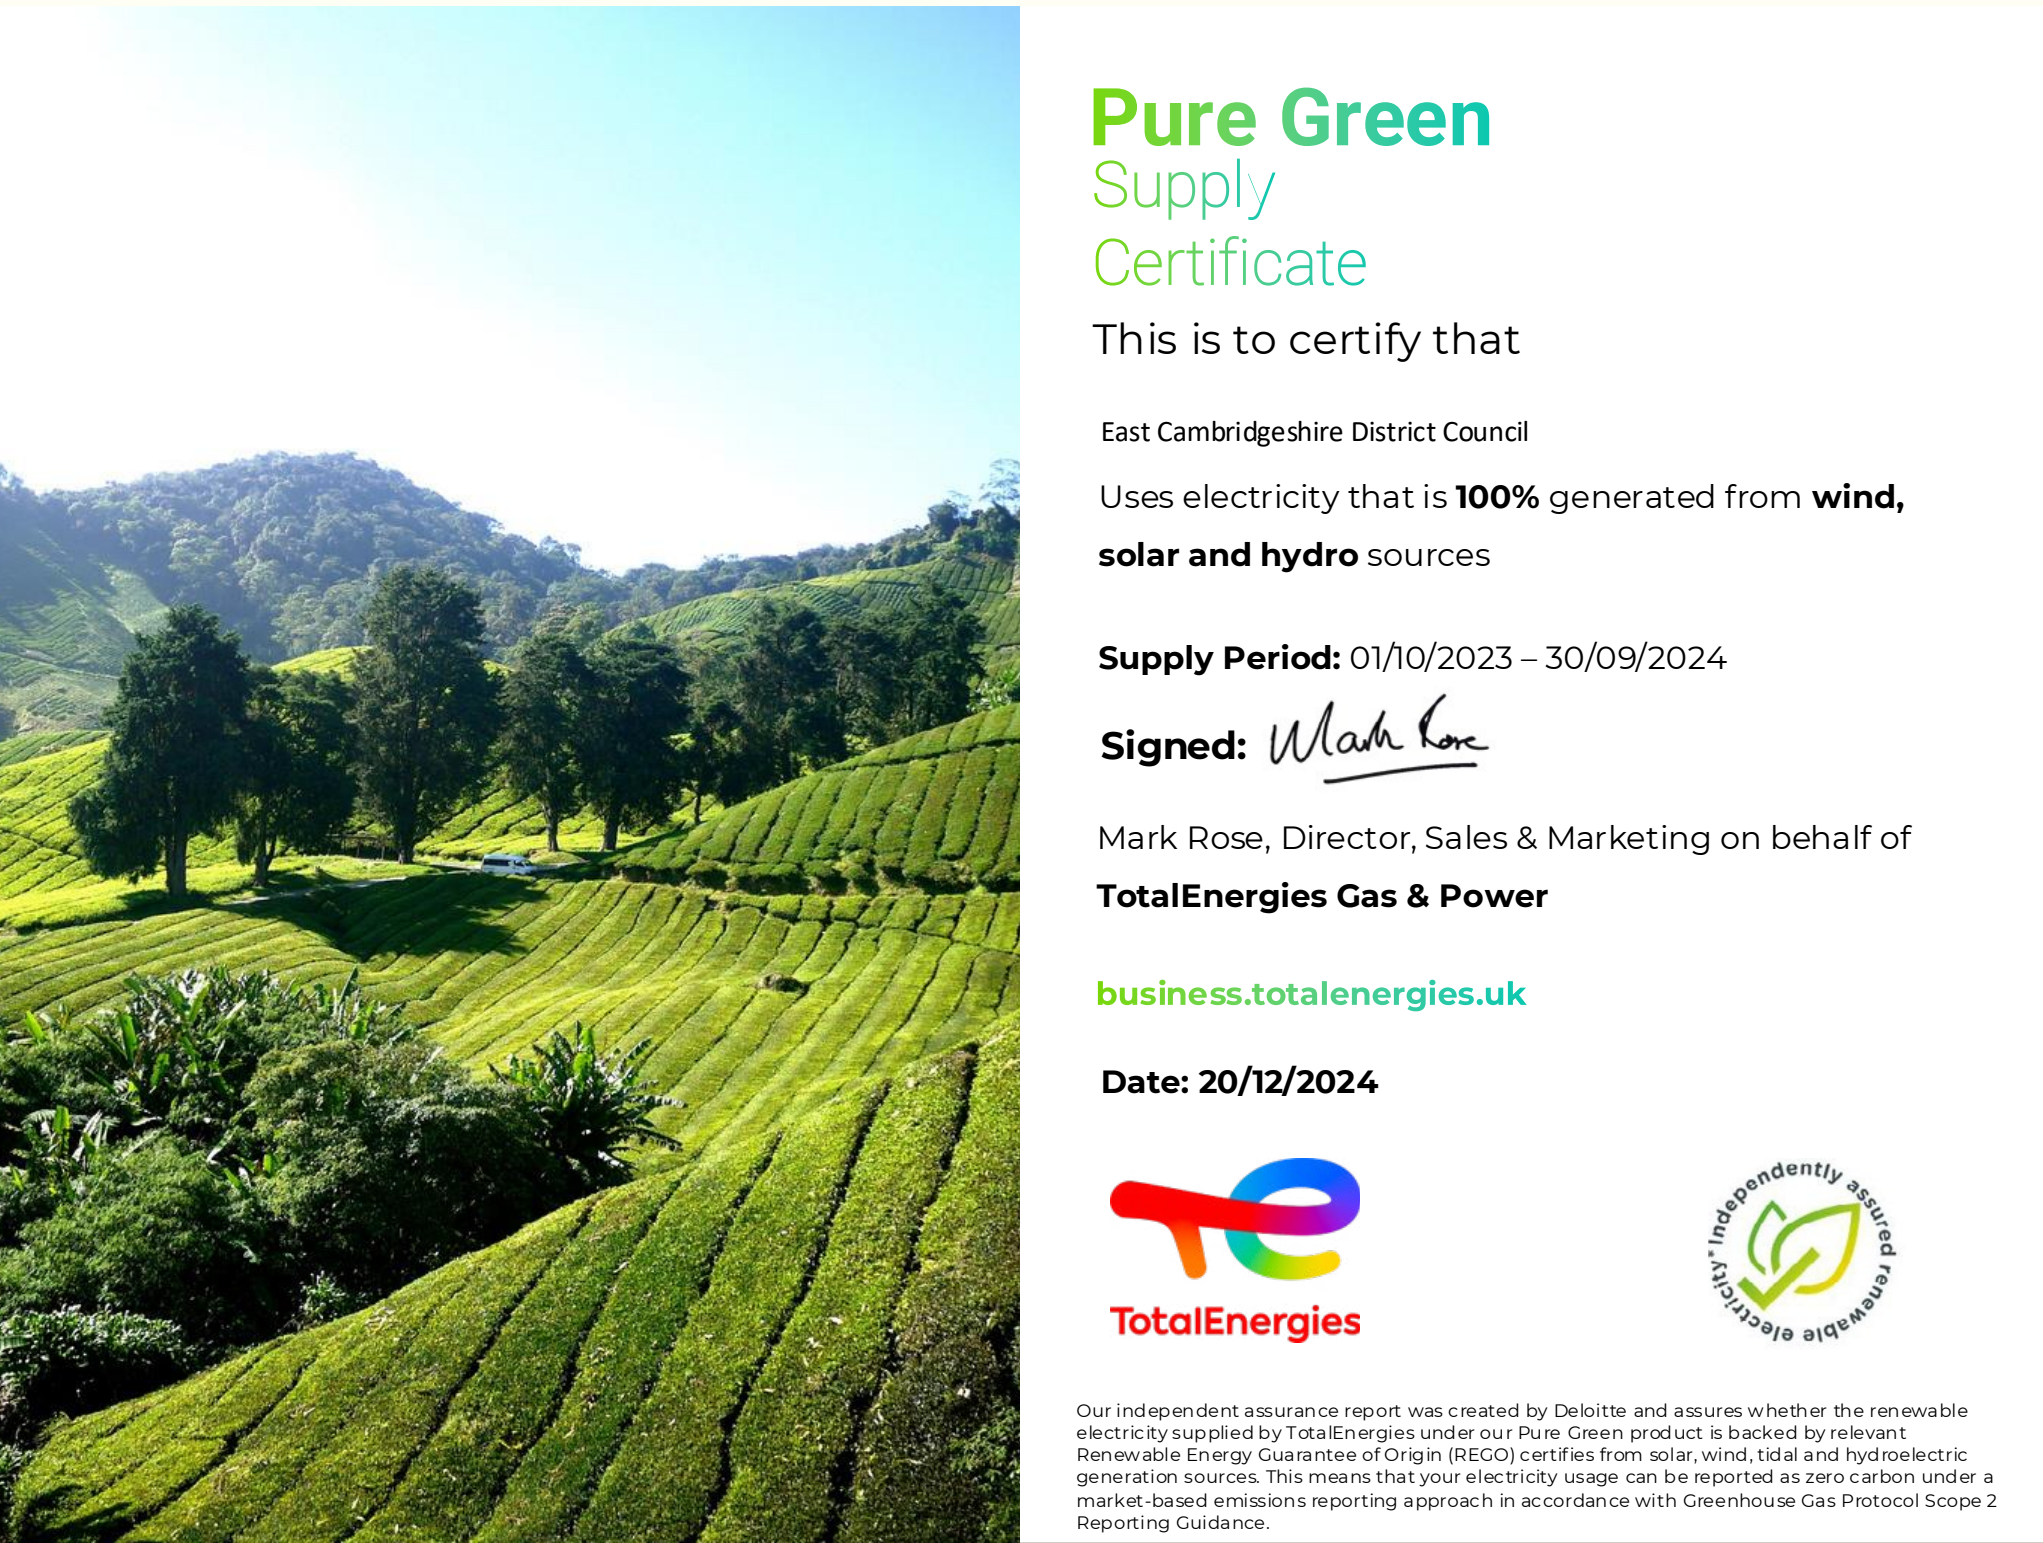 Pure Green
Supply
Certificate
This is to certify that
East Cambridgeshire District Council
Uses electricity that is 100% generated from wind,
solar and hydro sources
Supply Period: 01/10/2023 – 30/09/2024
Signed: Mark Rose
Mark Rose, Director, Sales & Marketing on behalf of
TotalEnergies Gas & Power
business.totalenergies.uk
Date: 20/12/2024
TotalEnergies
Independently assured renewable electricity"
Our independent assurance report was created by Deloitte and assures whether the renewable
electricity supplied by TotalEnergies under our Pure Green product is backed by relevant
Renewable Energy Guarantee of Origin (REGO) certifies from solar, wind, tidal and hydroelectric
generation sources. This means that your electricity usage can be reported as zero carbon under a
market-based emissions reporting approach in accordance with Greenhouse Gas Protocol Scope 2
Reporting Guidance.